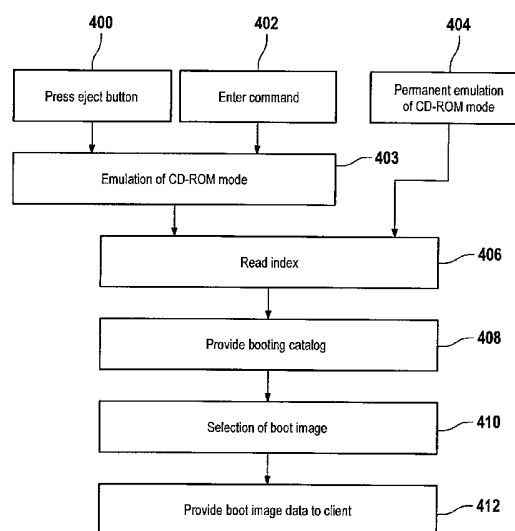 400
402
404
Press eject button
Enter command
Permanent emulation
of CD-ROM mode
403
Emulation of CD-ROM mode
406
Read index
408
Provide booting catalog
410
Selection of boot image
412
Provide boot image data to client